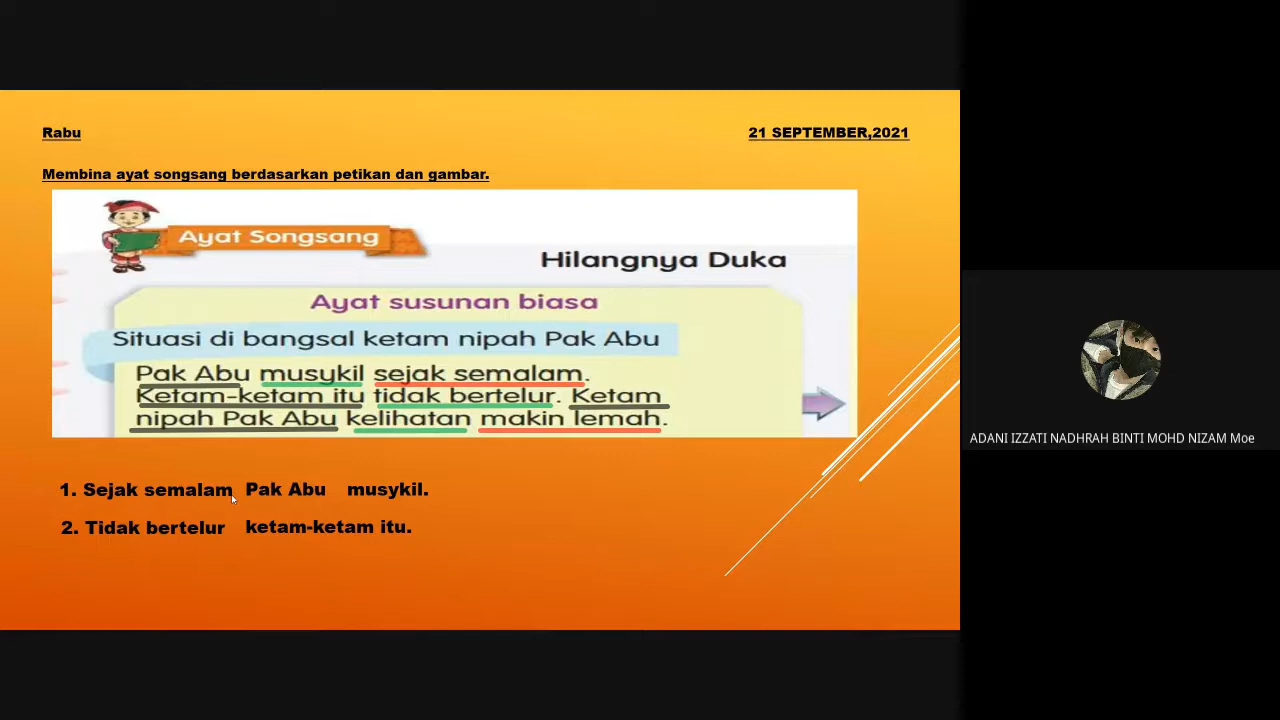 Rabu
21 SEPTEMBER,2021
Membina ayat songsang berdasarkan petikan dan gambar.
Ayat Songsang
Hilangnya Duka
Ayat susunan biasa
Situasi di bangsal ketam nipah Pak Abu
Pak Abu musykil sejak semalam.
Ketam-ketam itu tidak bertelur. Ketam
nipah Pak Abu kelihatan makin lemah.
1. Sejak semalam Pak Abu musykil.
2. Tidak bertelur ketam-ketam itu.
ADANI IZZATI NADHRAH BINTI MOHD NIZAM Moe